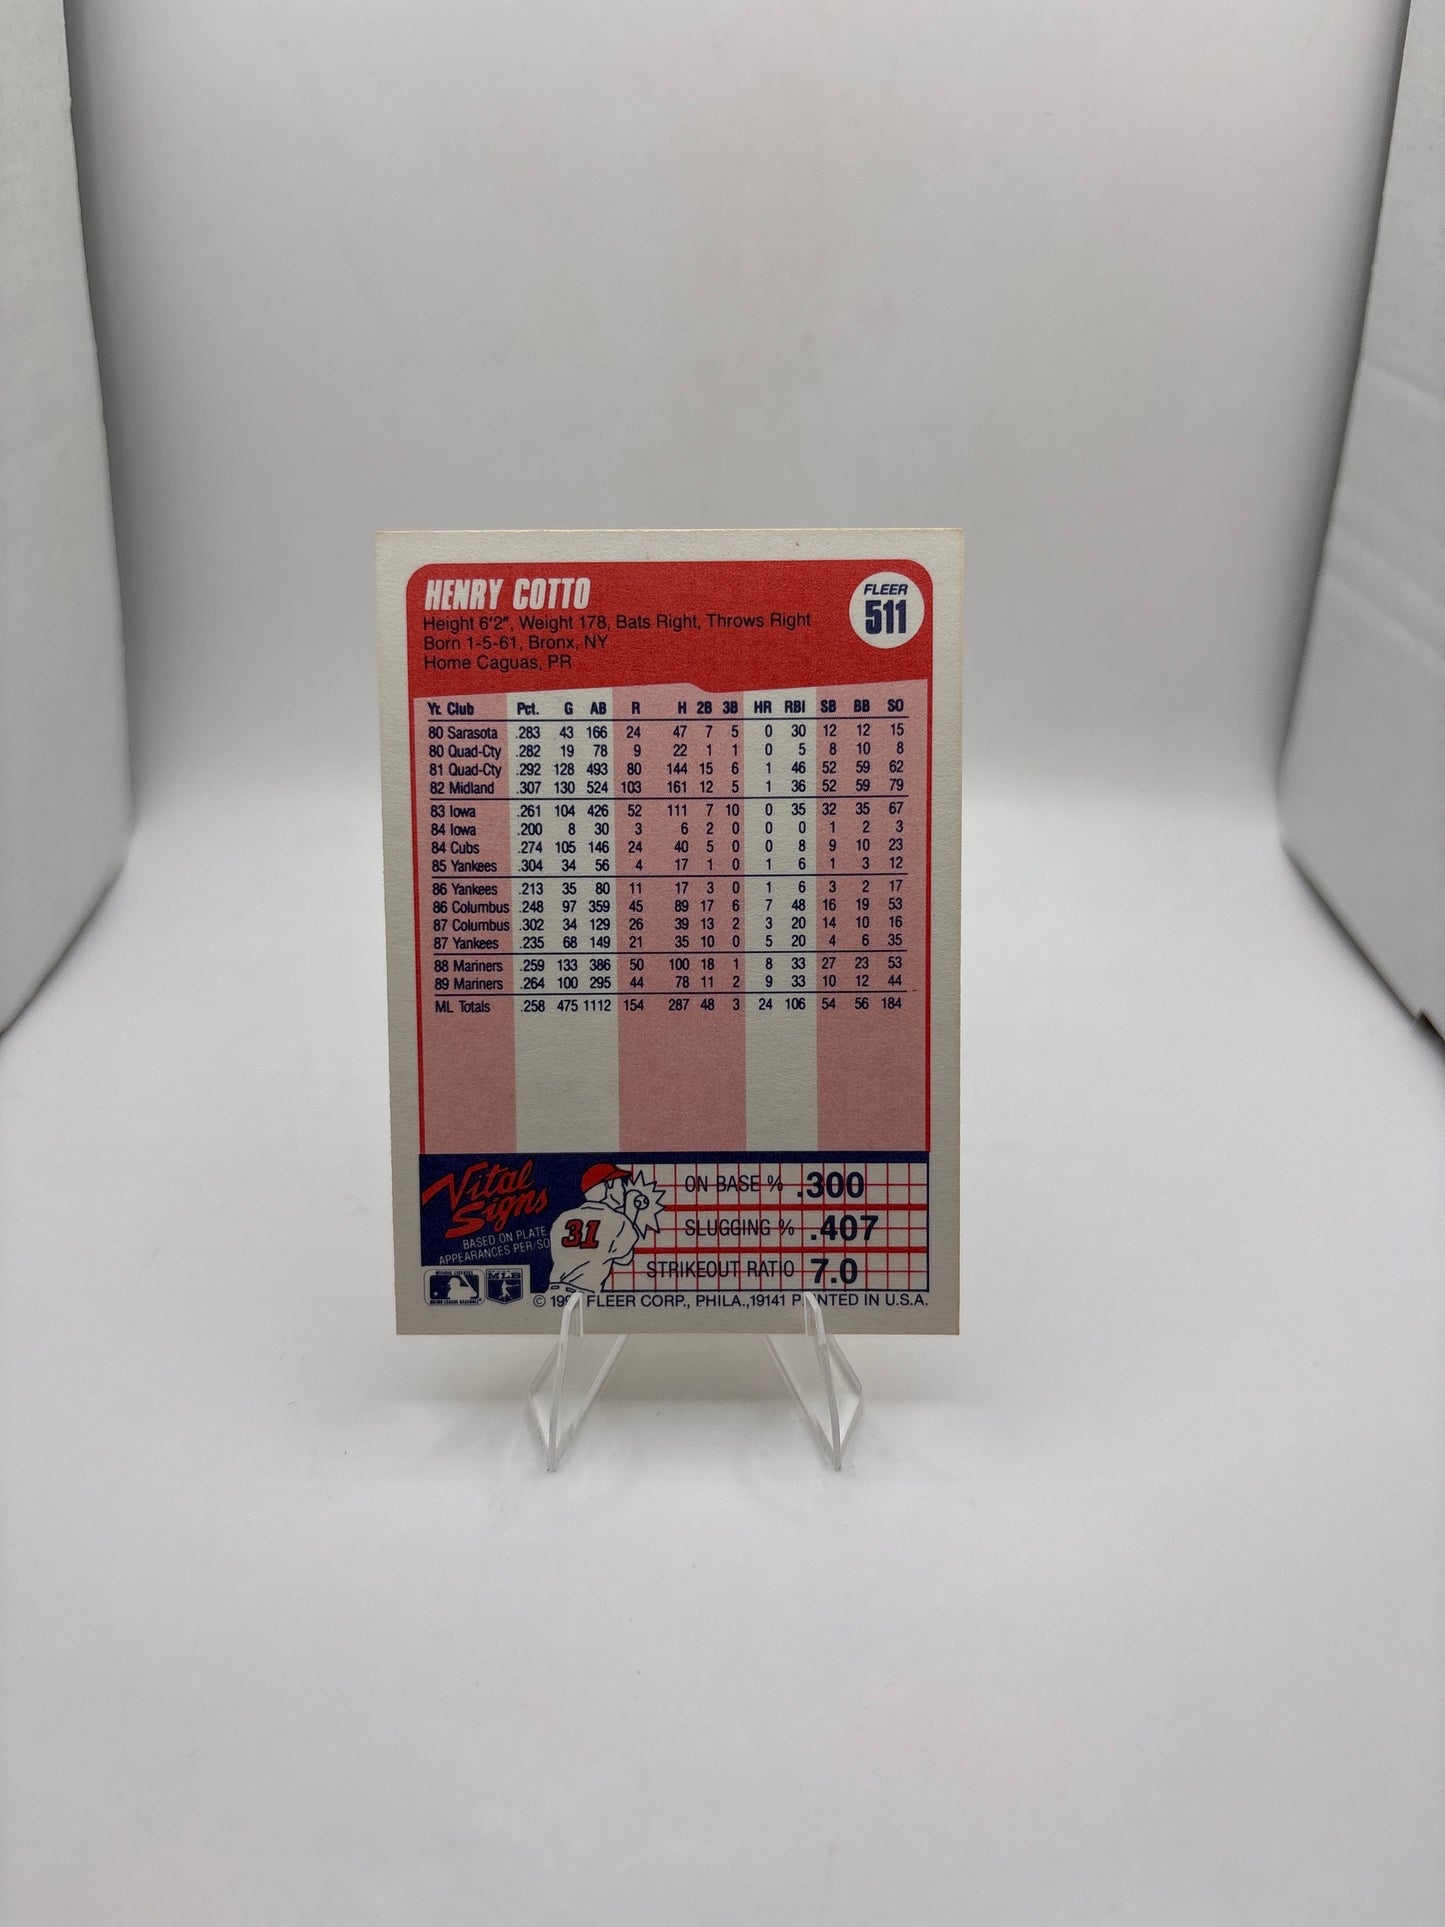 HENRY COTTO
FLEER
511
Height 6'2", Weight 178, Bats Right, Throws Right
Born 1-5-61, Bronx, NY
Home Caguas, PR
Yr. Club Pct. G AB R H 2B 3B HR RBI SB BB SO
80 Sarasota .283 43 166 24 47 7 5 0 30 12 12 15
80 Quad-Cty .282 19 78 9 22 1 1 0 5 8 10 8
81 Quad-Cty .292 128 493 80 144 15 6 1 46 52 59 62
82 Midland .307 130 524 103 161 12 5 1 36 52 59 79
83 Iowa .261 104 426 52 111 7 10 0 35 32 35 67
84 Iowa .200 8 30 3 6 2 0 0 0 1 2 3
84 Cubs .274 105 146 24 40 5 0 0 8 9 10 23
85 Yankees .304 34 56 4 17 1 0 1 6 1 3 12
86 Yankees .213 35 80 11 17 3 0 1 6 3 2 17
86 Columbus .248 97 359 45 89 17 6 7 48 16 19 53
87 Columbus .302 34 129 26 39 13 2 3 20 14 10 16
87 Yankees .235 68 149 21 35 10 0 5 20 4 6 35
88 Mariners .259 133 386 50 100 18 1 8 33 27 23 53
89 Mariners .264 100 295 44 78 11 2 9 33 10 12 44
ML Totals .258 475 1112 154 287 48 3 24 106 54 56 184
Vital
Signs
BASED ON PLATE
APPEARANCES PER/SO
31
ON BASE % .300
SLUGGING % .407
STRIKEOUT RATIO 7.0
MLB
© FLEER CORP., PHILA., 19141 PRINTED IN U.S.A.